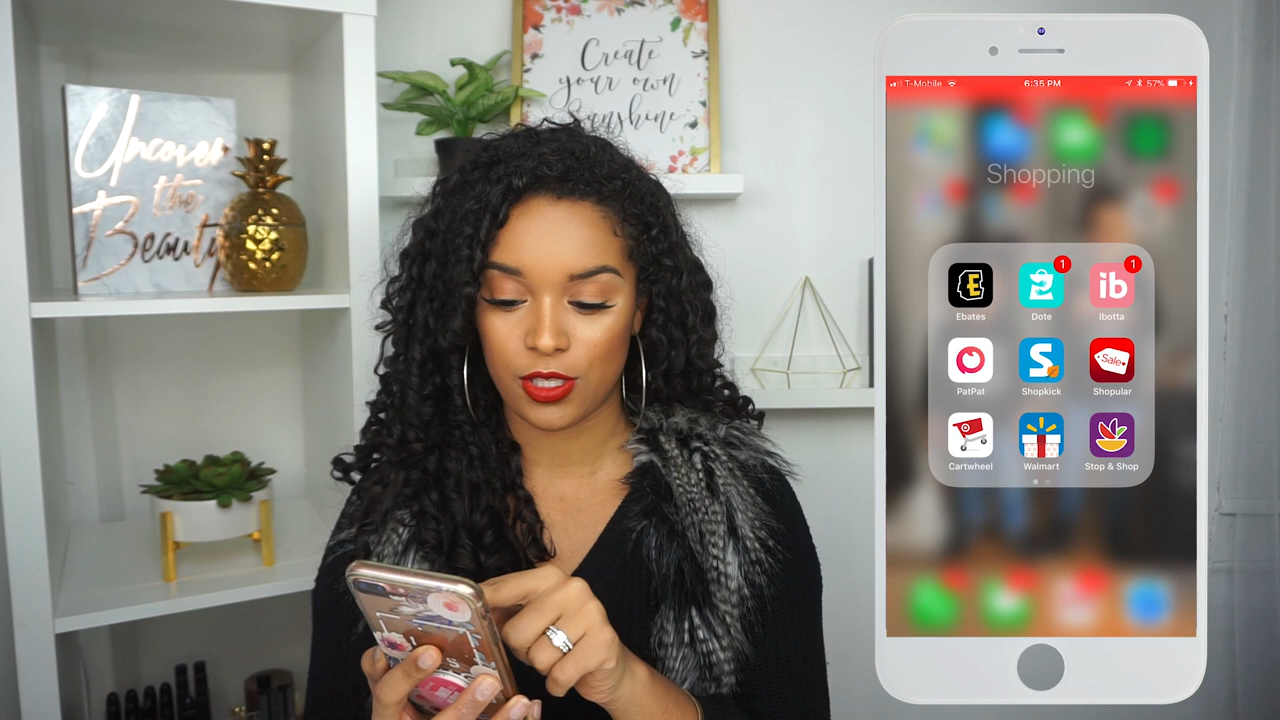 Uncover
the
Beauty
Create
your own
Sunshine
T-Mobile
6:35 PM
57%
Shopping
E
Ebates
1
Dote
ib
1
Ibotta
PatPat
S
Shopkick
Sale
Shopular
Cartwheel
Walmart
Stop & Shop